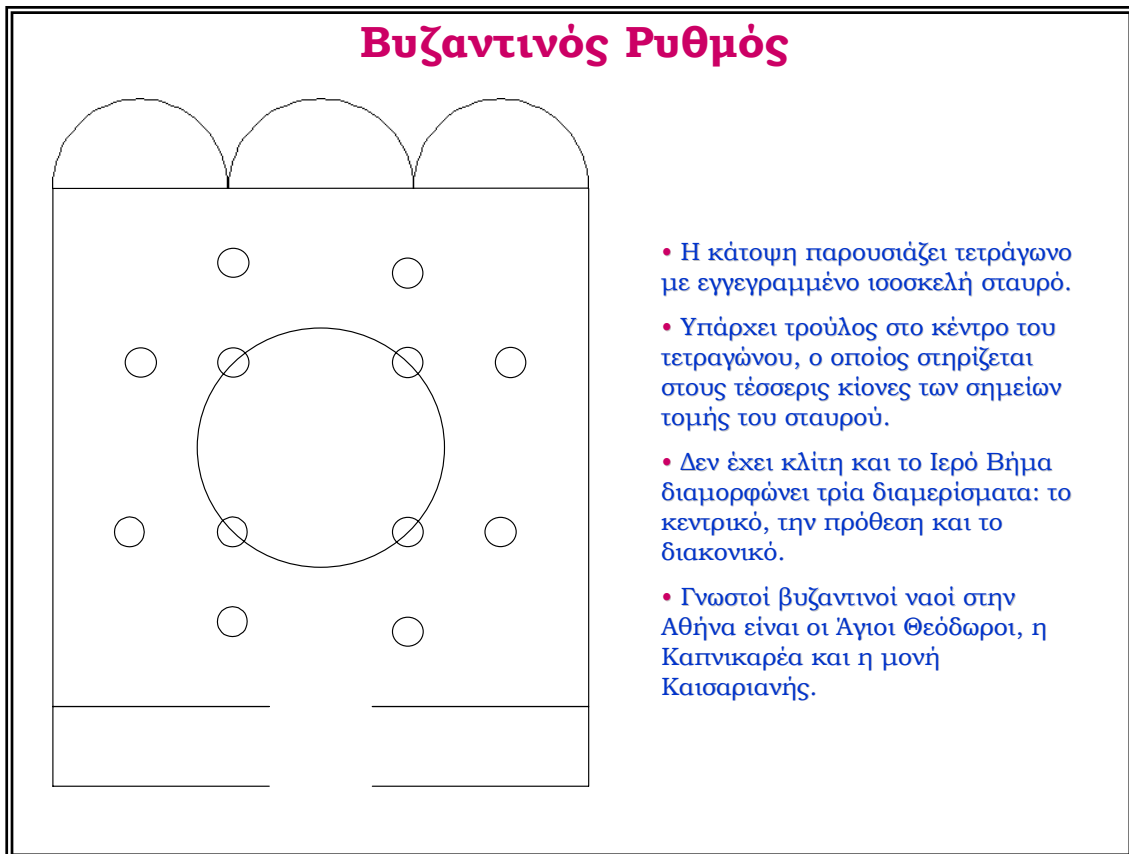 Βυζαντινός Ρυθμός
• Η κάτοψη παρουσιάζει τετράγωνο
με εγγεγραμμένο ισοσκελή σταυρό.
• Υπάρχει τρούλος στο κέντρο του
τετραγώνου, ο οποίος στηρίζεται
στους τέσσερις κίονες των σημείων
τομής του σταυρού.
• Δεν έχει κλίτη και το Ιερό Βήμα
διαμορφώνει τρία διαμερίσματα: το
κεντρικό, την πρόθεση και το
διακονικό.
• Γνωστοί βυζαντινοί ναοί στην
Αθήνα είναι οι Άγιοι Θεόδωροι, η
Καπνικαρέα και η μονή
Καισαριανής.